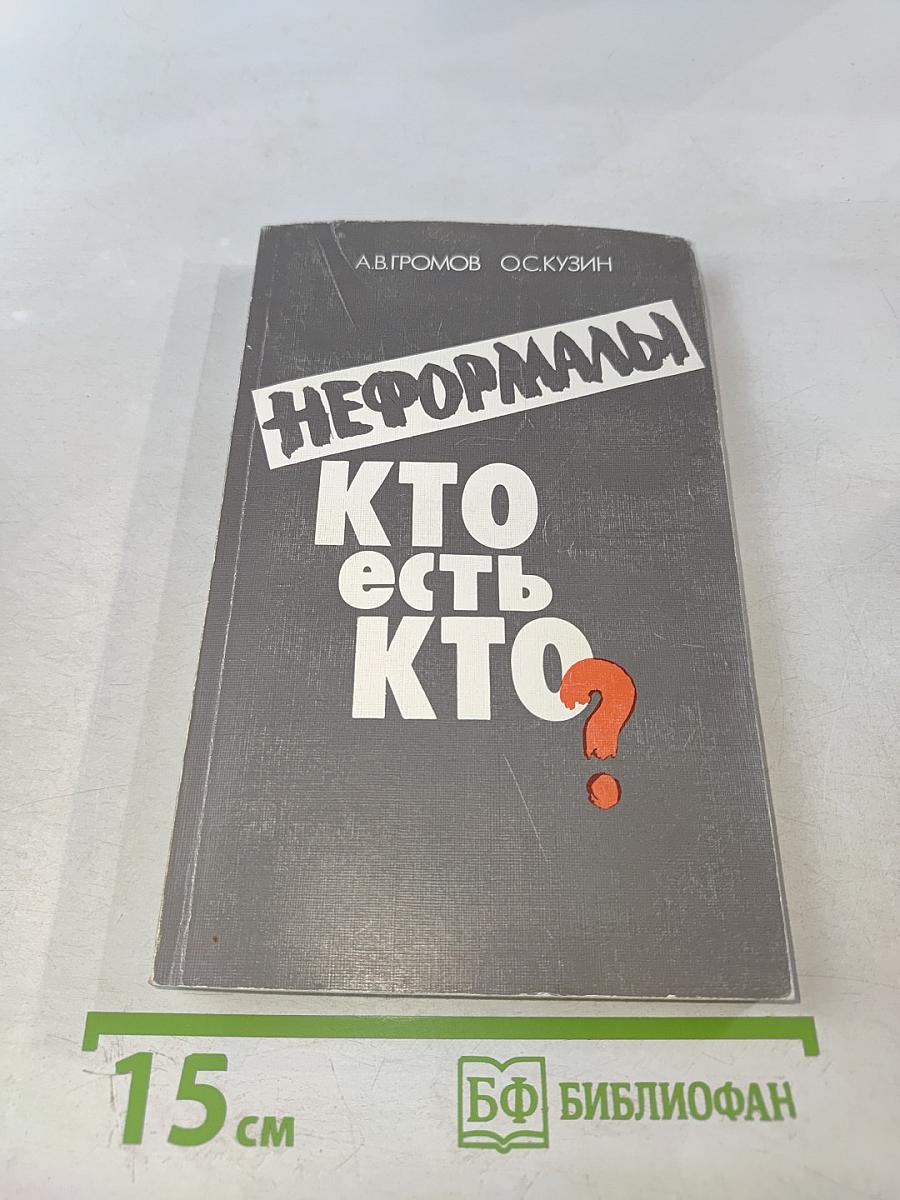 А.В.ГРОМОВ О.С.КУЗИН
НЕФОРМАЛЫ
КТО
есть
КТО?
15 см
БФ БИБЛИОФАН